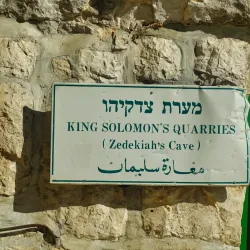 מערת צדקיהו
KING SOLOMON'S QUARRIES
( Zedekiah's Cave )
مغارة سليمان